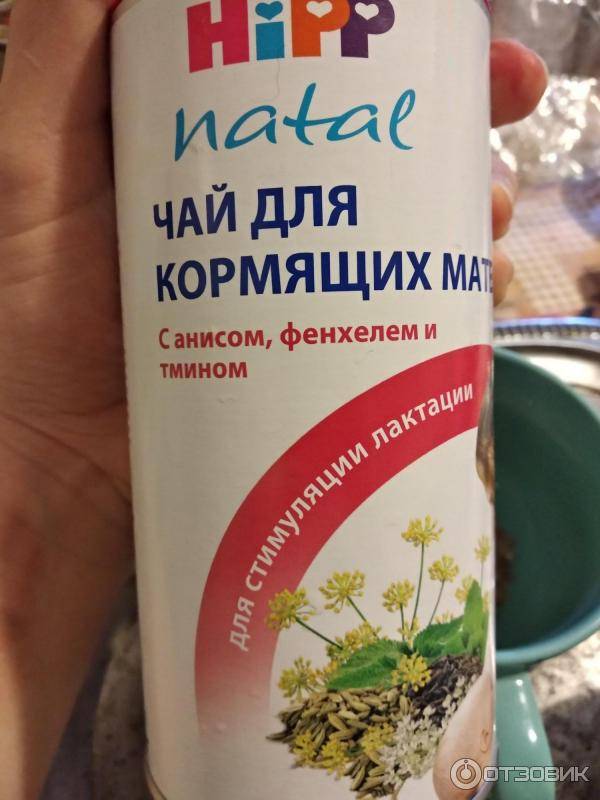 HiPP
natal
ЧАЙ ДЛЯ
КОРМЯЩИХ МАТЕ
С анисом, фенхелем и
тмином
для стимуляции лактации
ОТЗОВИК